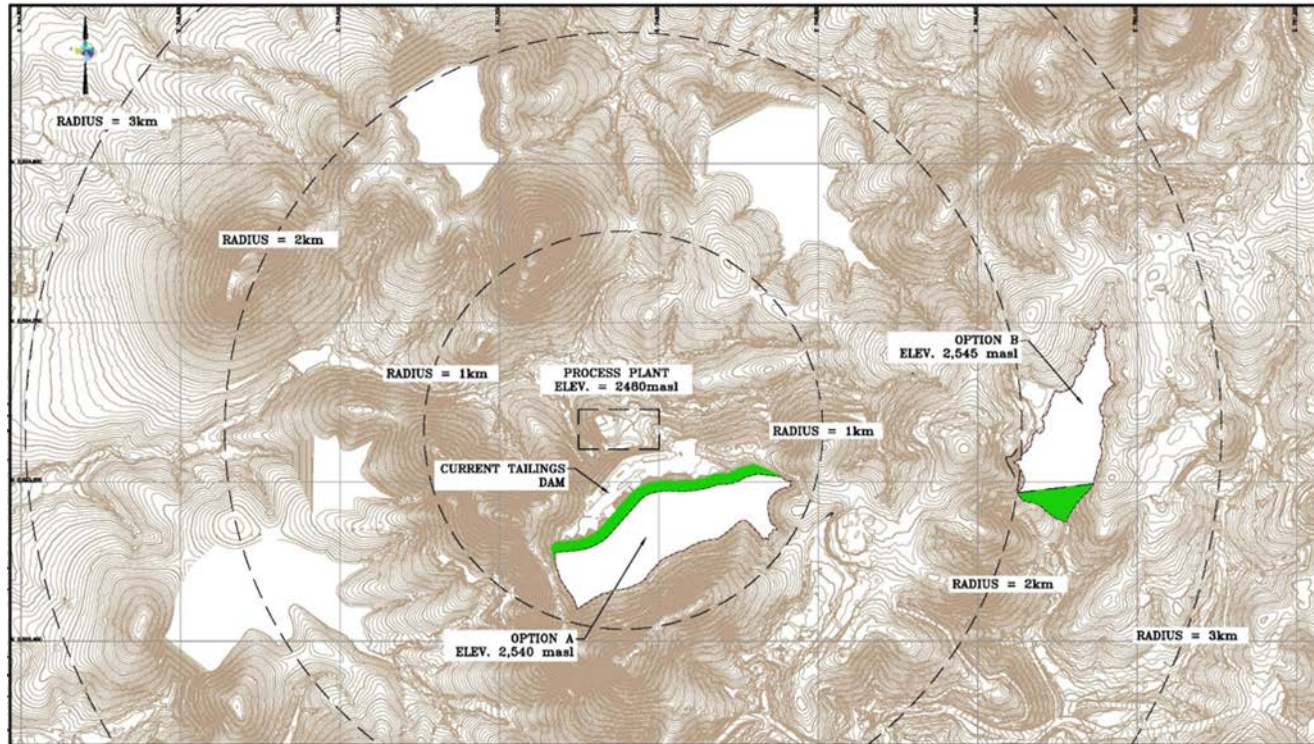 RADIUS = 3km
RADIUS = 2km
OPTION B
ELEV. 2,545 masl
RADIUS = 1km
PROCESS PLANT
ELEV. = 2480masl
RADIUS = 1km
CURRENT TAILINGS
DAM
RADIUS = 2km
OPTION A
ELEV. 2,540 masl
RADIUS = 3km